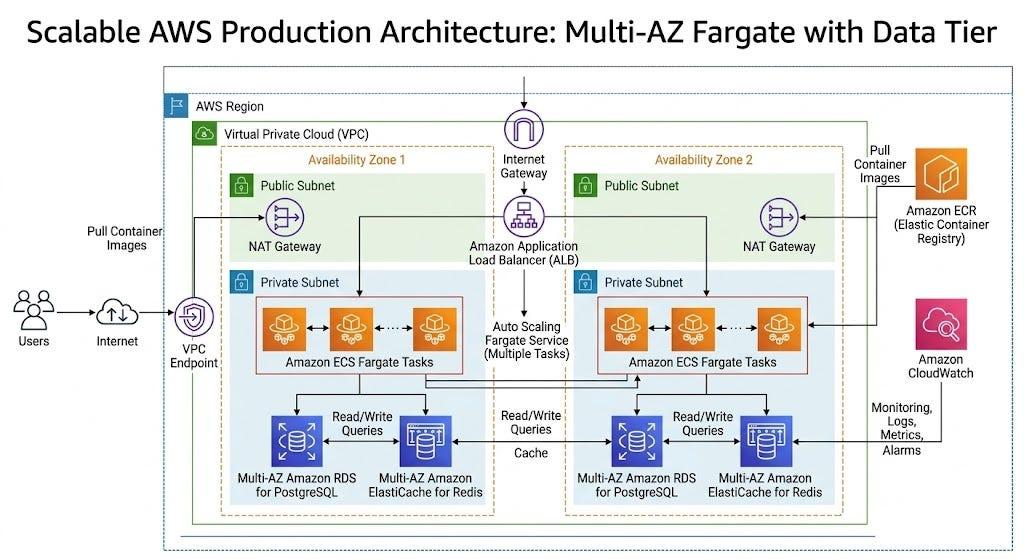 Scalable AWS Production Architecture: Multi-AZ Fargate with Data Tier
AWS Region
Virtual Private Cloud (VPC)
Availability Zone 1
Public Subnet
NAT Gateway
Internet
Gateway
Amazon Application
Load Balancer (ALB)
Availability Zone 2
Public Subnet
NAT Gateway
Pull
Container
Images
Amazon ECR
(Elastic Container
Registry)
Pull Container
Images
Users
Internet
VPC
Endpoint
Private Subnet
Amazon ECS Fargate Tasks
Auto Scaling
Fargate Service
(Multiple Tasks)
Private Subnet
Amazon ECS Fargate Tasks
Amazon
CloudWatch
Read/Write
Queries
Multi-AZ Amazon RDS
for PostgreSQL
Multi-AZ Amazon
ElastiCache for Redis
Read/Write
Queries
Cache
Read/Write
Queries
Multi-AZ Amazon RDS
for PostgreSQL
Multi-AZ Amazon
ElastiCache for Redis
Monitoring,
Logs,
Metrics,
Alarms